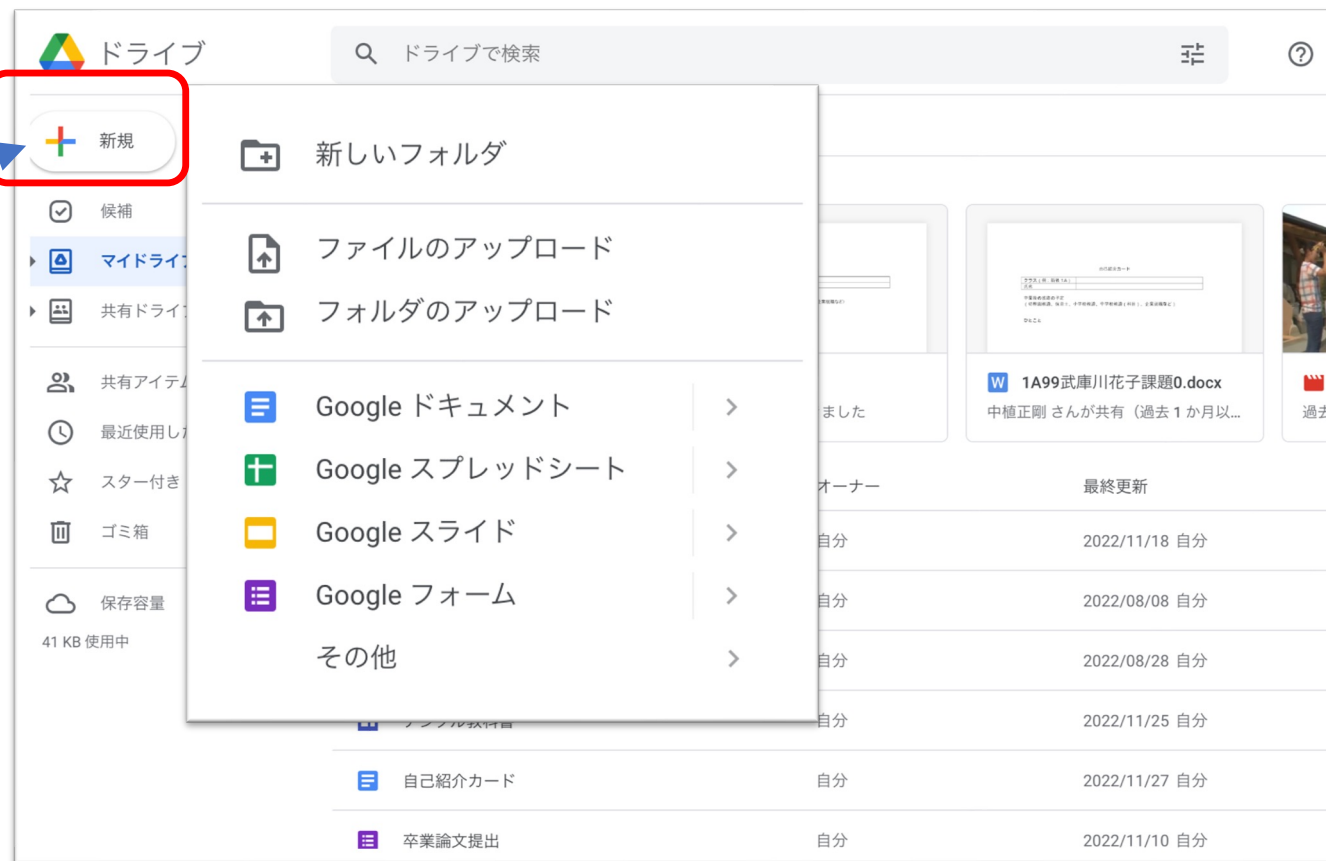 ドライブ
ドライブで検索
新規
新しいフォルダ
ファイルのアップロード
フォルダのアップロード
Google ドキュメント
Google スプレッドシート
Google スライド
Google フォーム
その他
候補
マイドライブ
共有ドライブ
共有アイテム
最近使用し
スター付き
ゴミ箱
保存容量
41 KB 使用中
ました
W 1A99武庫川花子課題0.docx
中植正剛 さんが共有（過去 1 か月以...
過去
オーナー 最終更新
自分 2022/11/18 自分
自分 2022/08/08 自分
自分 2022/08/28 自分
自分 2022/11/25 自分
自己紹介カード 自分 2022/11/27 自分
卒業論文提出 自分 2022/11/10 自分